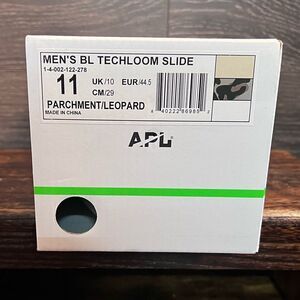 MEN'S BL TECHLOOM SLIDE
1-4-002-122-278
11 UK/10 EUR/44.5
CM/29
PARCHMENT/LEOPARD
MADE IN CHINA
APL